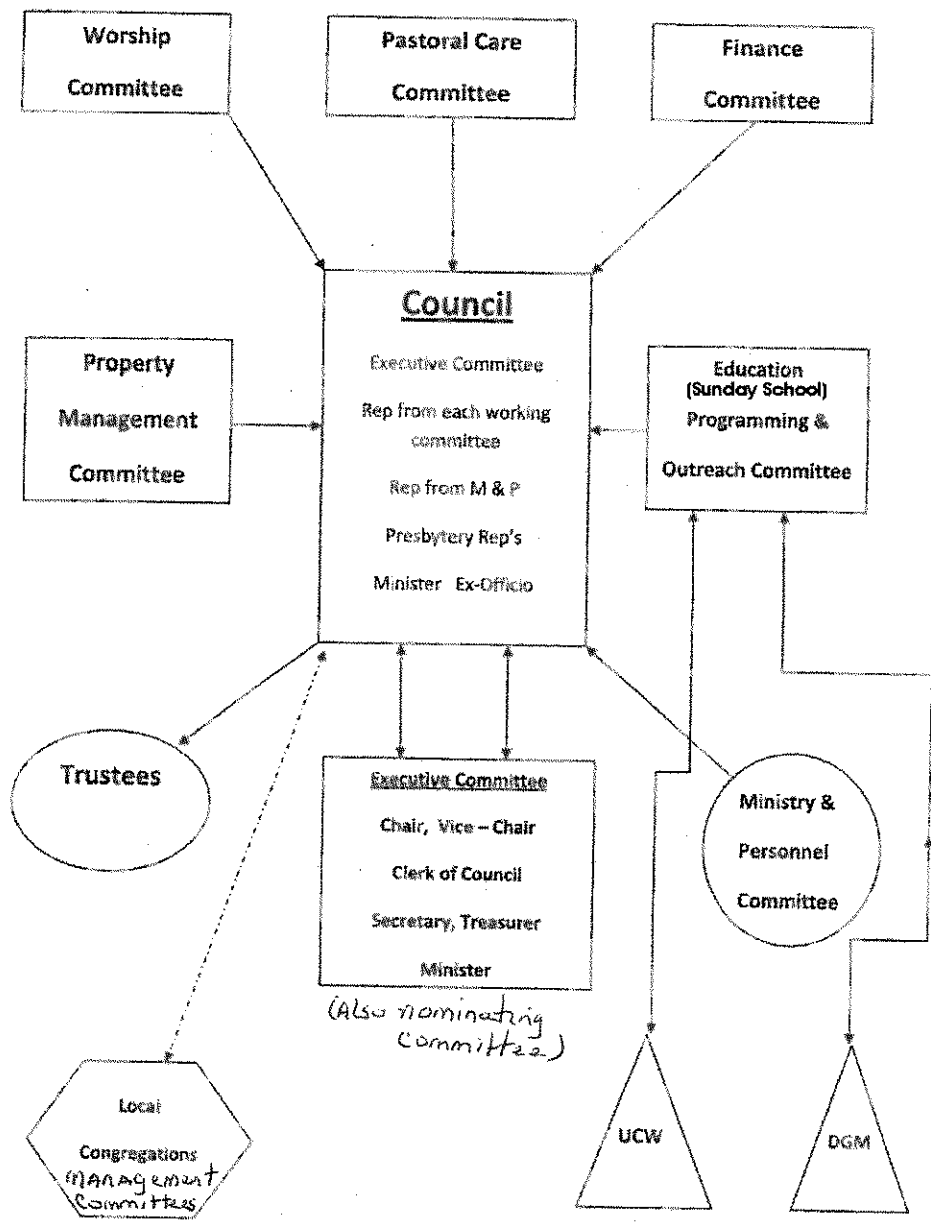 Worship
Committee
Pastoral Care
Committee
Finance
Committee
Council
Executive Committee
Rep from each working
committee
Rep from M & P
Presbytery Rep's
Minister Ex-Officio
Property
Management
Committee
Education
(Sunday School)
Programming &
Outreach Committee
Trustees
Executive Committee
Chair, Vice – Chair
Clerk of Council
Secretary, Treasurer
Minister
(Also nominating
committee)
Ministry &
Personnel
Committee
Local
Congregations
Management
Committees
UCW
DGM